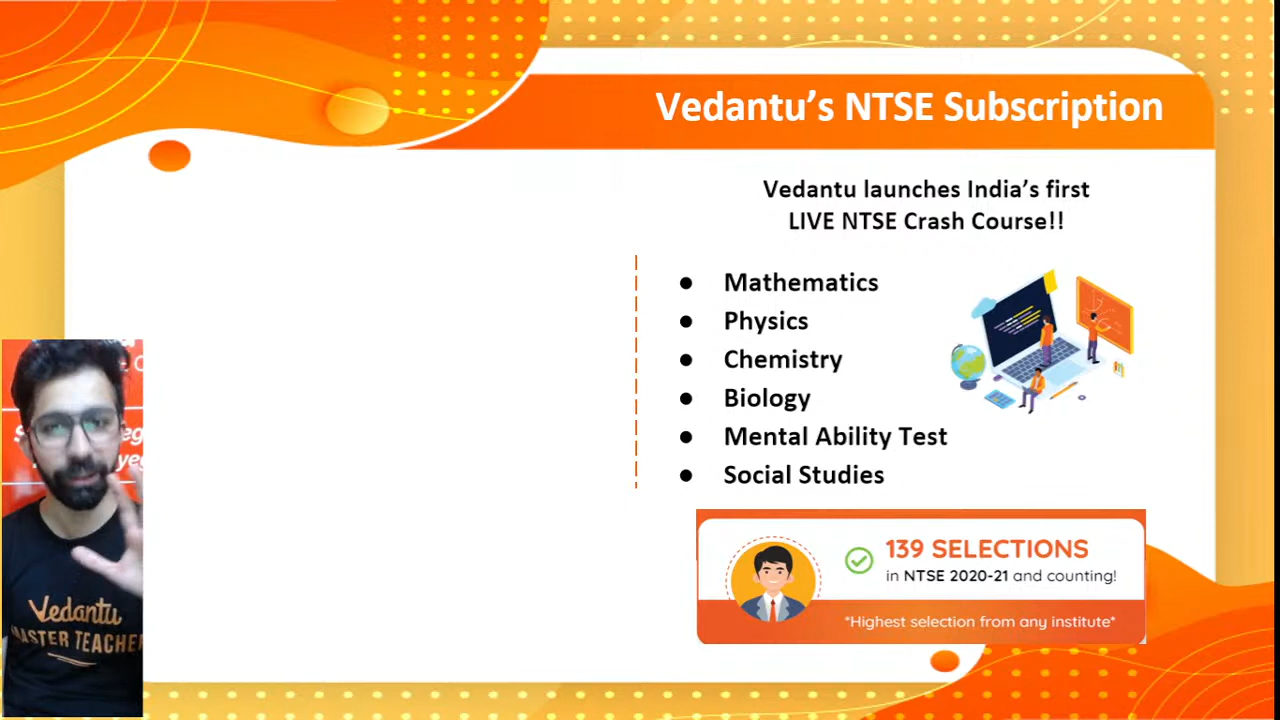 Vedantu's NTSE Subscription
Vedantu launches India's first
LIVE NTSE Crash Course!!
● Mathematics
● Physics
● Chemistry
● Biology
● Mental Ability Test
● Social Studies
139 SELECTIONS
in NTSE 2020-21 and counting!
*Highest selection from any institute*
Vedantu
MASTER TEACHER